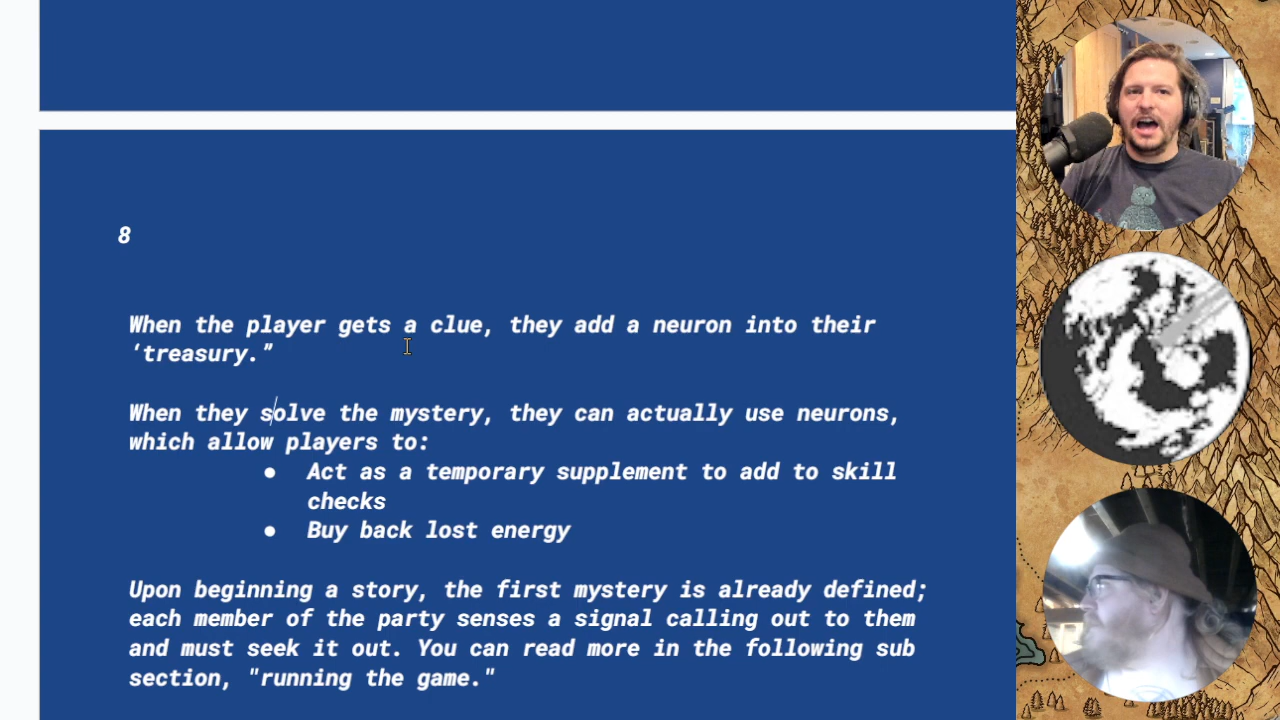 8
When the player gets a clue, they add a neuron into their
‘treasury.”
When they solve the mystery, they can actually use neurons,
which allow players to:
● Act as a temporary supplement to add to skill
checks
● Buy back lost energy
Upon beginning a story, the first mystery is already defined;
each member of the party senses a signal calling out to them
and must seek it out. You can read more in the following sub
section, "running the game."